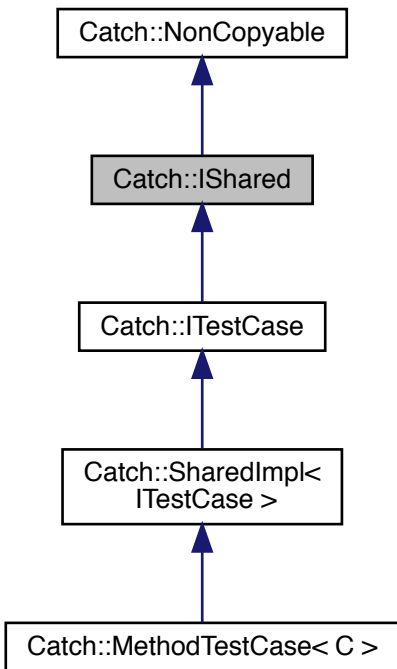 Catch::NonCopyable
Catch::IShared
Catch::ITestCase
Catch::SharedImpl<
ITestCase >
Catch::MethodTestCase< C >